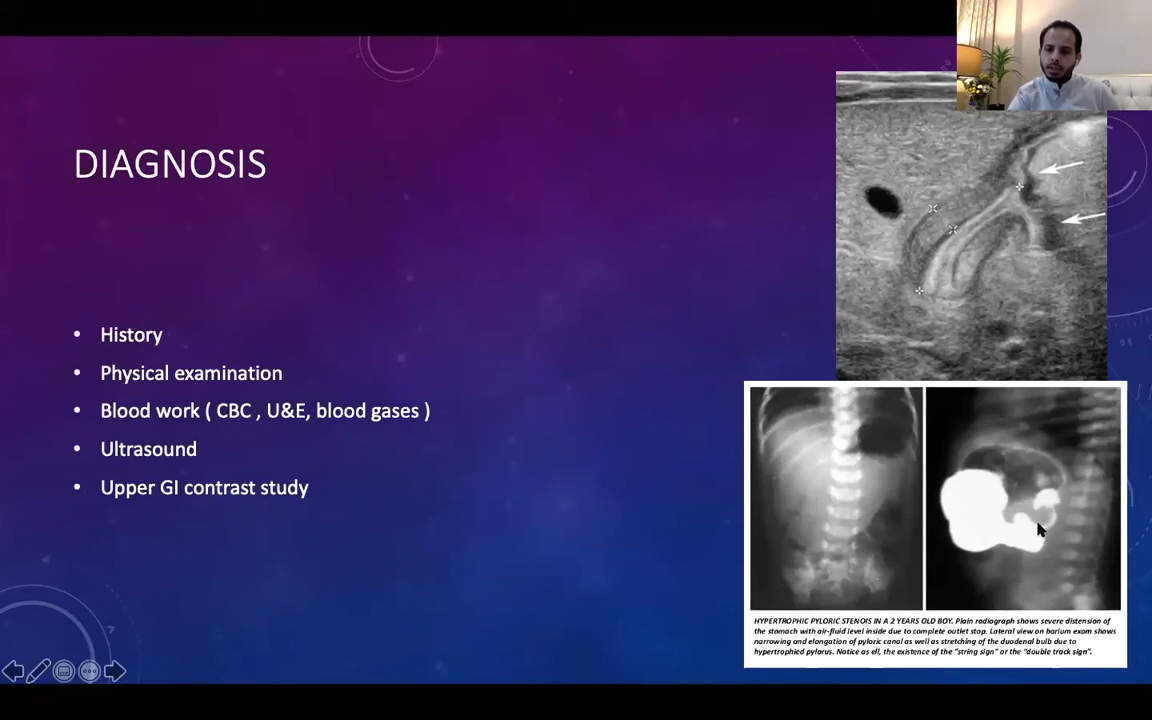 DIAGNOSIS
• History
• Physical examination
• Blood work ( CBC , U&E, blood gases )
• Ultrasound
• Upper GI contrast study
HYPERTROPHIC PYLORIC STENOIS IN A 2 YEARS OLD BOY. Plain radiograph shows severe distension of
the stomach with air-fluid level inside due to complete outlet stop. Lateral view on barium exam shows
narrowing and elongation of pyloric canal as well as stretching of the duodenal bulb due to
hypertrophied pylorus. Notice as ell, the existence of the "string sign" or the "double track sign".